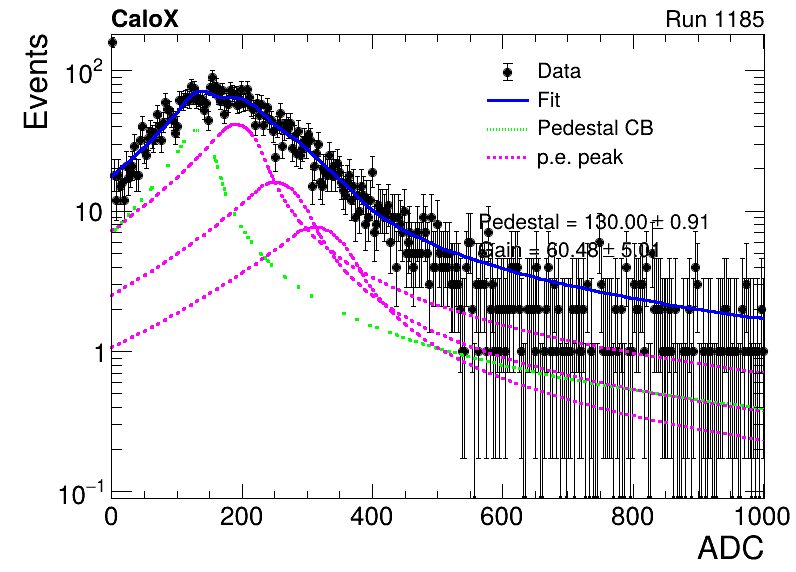 CaloX Run 1185
Events
10²
10
1
10⁻¹
Data
Fit
Pedestal CB
p.e. peak
Pedestal = 130.00 ± 0.91
Gain = 60.48 ± 5.01
0 200 400 600 800 1000
ADC